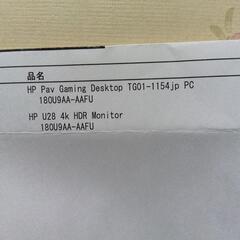 品名
HP Pav Gaming Desktop TG01-1154jp PC
180U9AA-AAFU
HP U28 4k HDR Monitor
180U9AA-AAFU